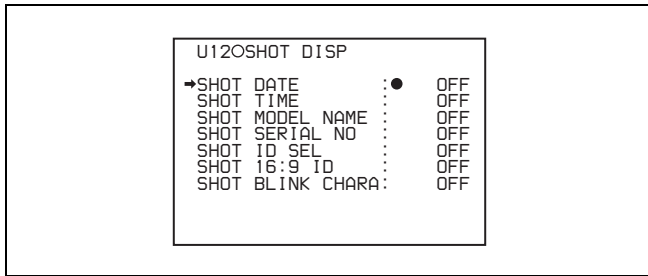 U12○SHOT DISP
➡SHOT DATE :● OFF
SHOT TIME : OFF
SHOT MODEL NAME : OFF
SHOT SERIAL NO : OFF
SHOT ID SEL : OFF
SHOT 16:9 ID : OFF
SHOT BLINK CHARA: OFF